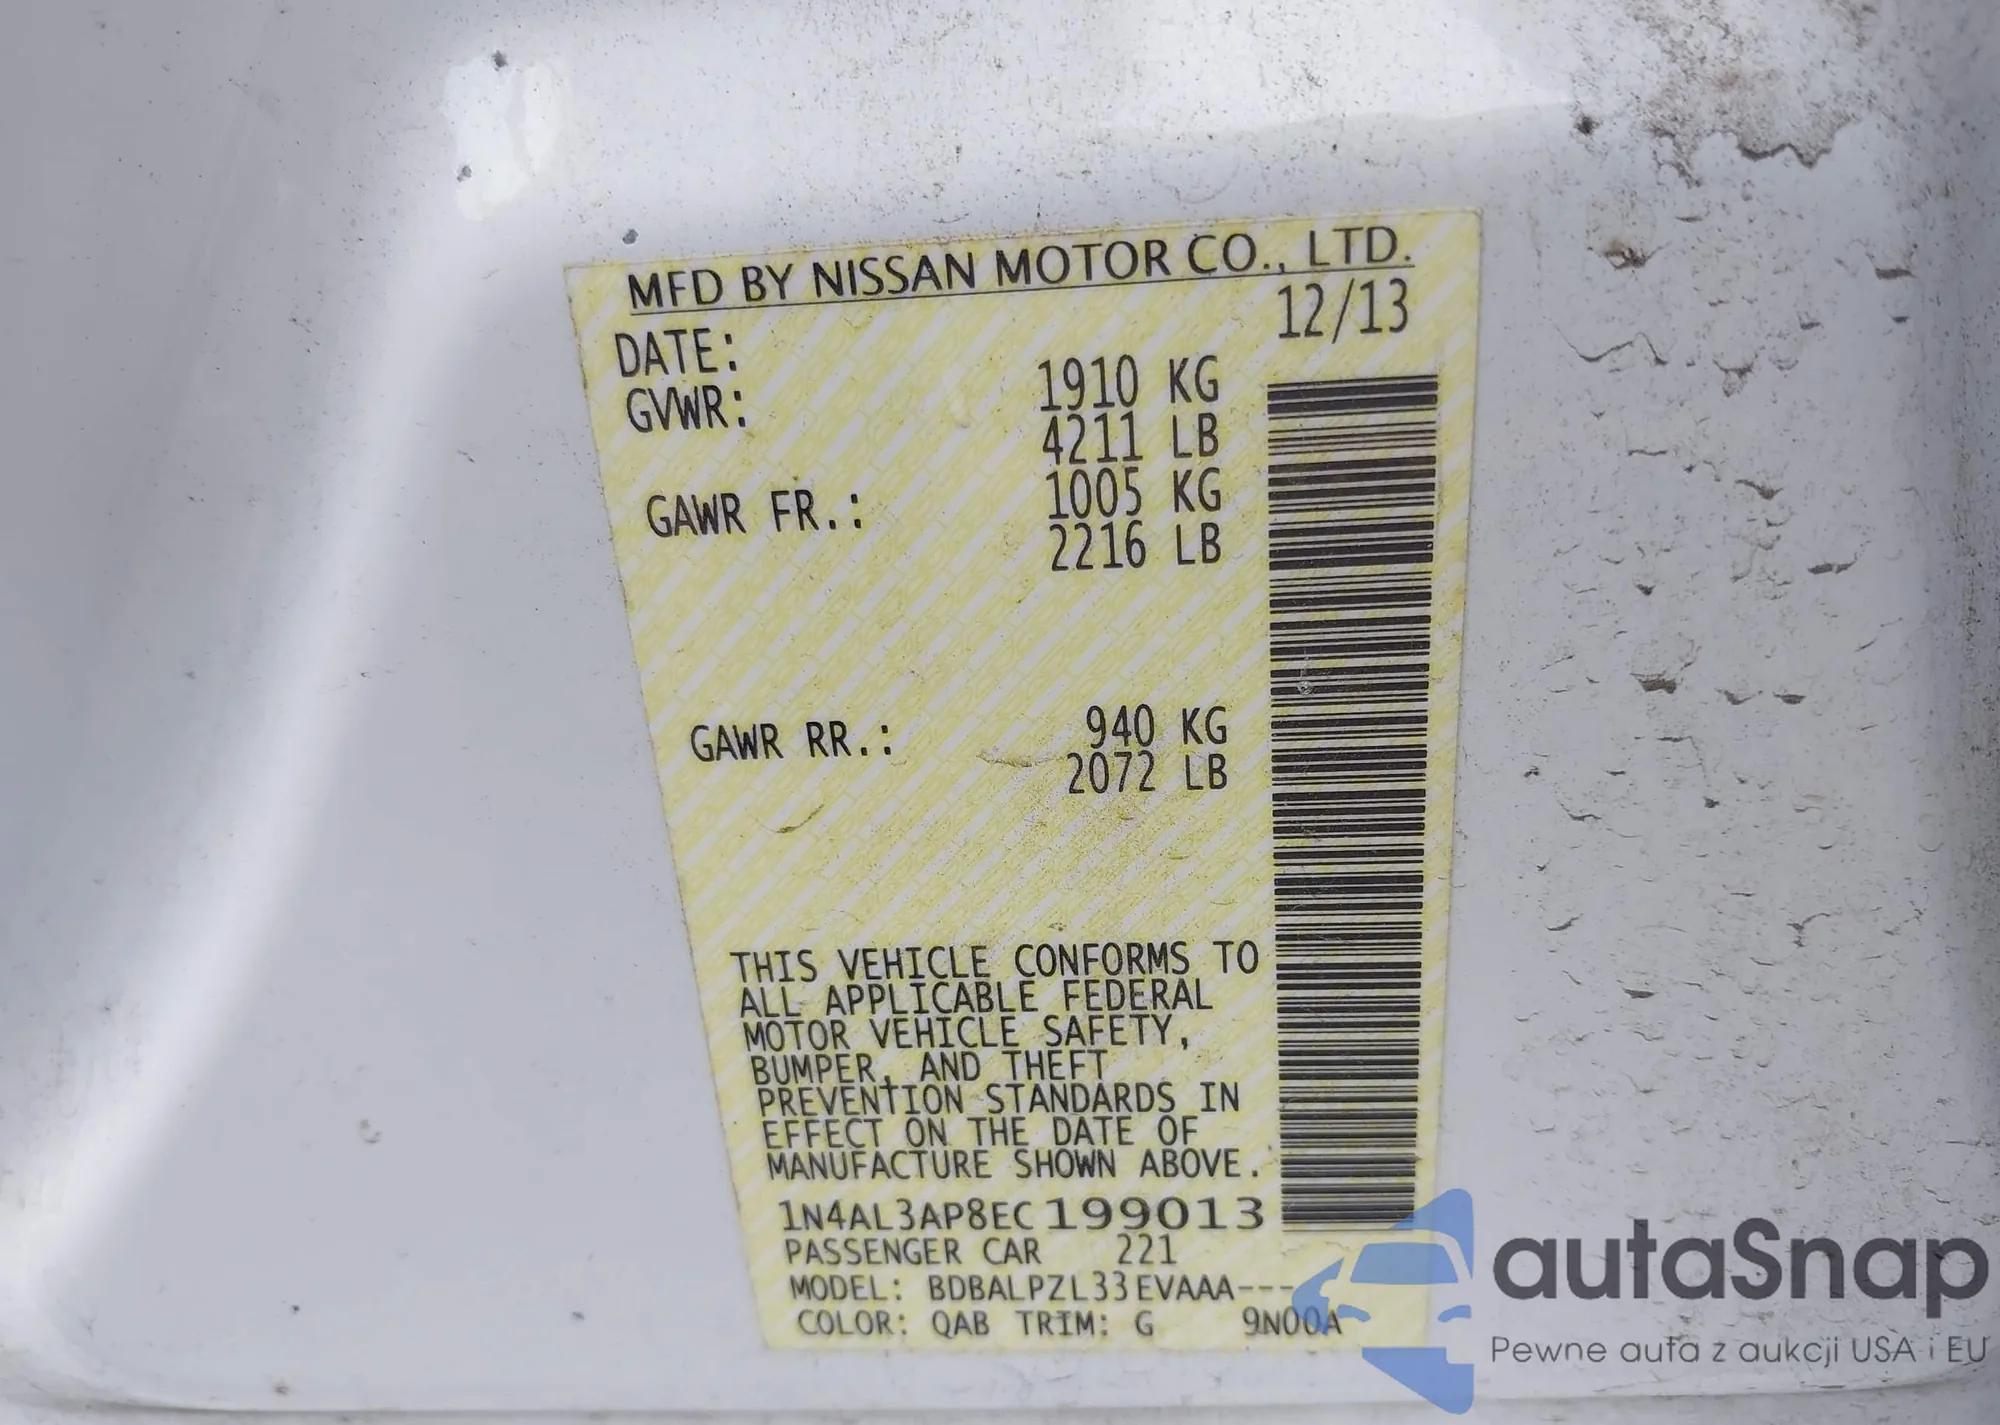 MFD BY NISSAN MOTOR CO., LTD.
DATE: 12/13
GVWR: 1910 KG
4211 LB
GAWR FR.: 1005 KG
2216 LB
GAWR RR.: 940 KG
2072 LB
THIS VEHICLE CONFORMS TO
ALL APPLICABLE FEDERAL
MOTOR VEHICLE SAFETY,
BUMPER, AND THEFT
PREVENTION STANDARDS IN
EFFECT ON THE DATE OF
MANUFACTURE SHOWN ABOVE.
1N4AL3AP8EC199013
PASSENGER CAR 221
MODEL: BDBALPZL33EVAAA---
COLOR: QAB TRIM: G 9N00A
autaSnap
Pewne auta z aukcji USA i EU